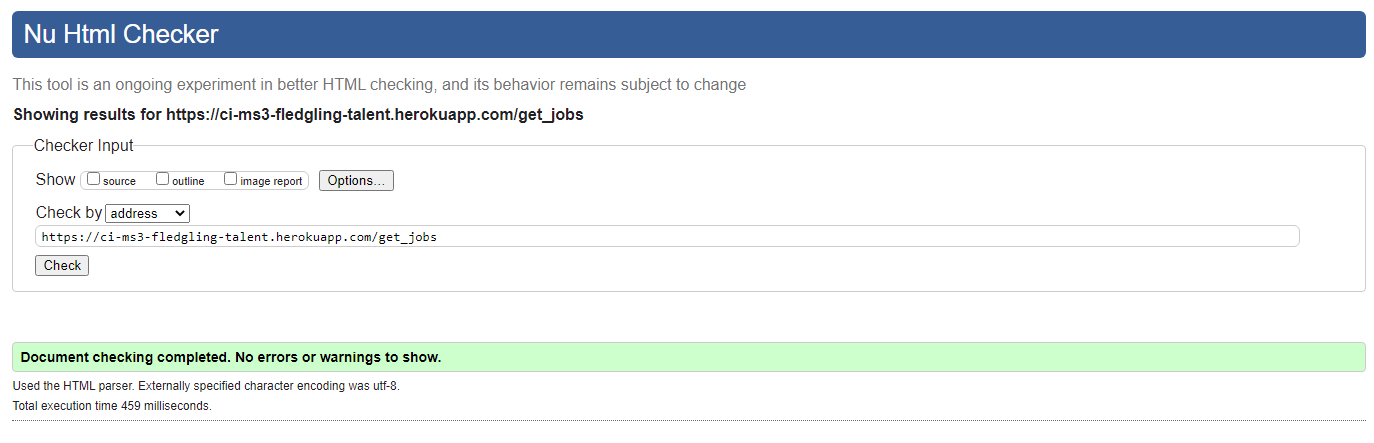 Nu Html Checker
This tool is an ongoing experiment in better HTML checking, and its behavior remains subject to change
Showing results for https://ci-ms3-fledgling-talent.herokuapp.com/get_jobs
Checker Input
Show source outline image report Options...
Check by address
https://ci-ms3-fledgling-talent.herokuapp.com/get_jobs
Check
Document checking completed. No errors or warnings to show.
Used the HTML parser. Externally specified character encoding was utf-8.
Total execution time 459 milliseconds.